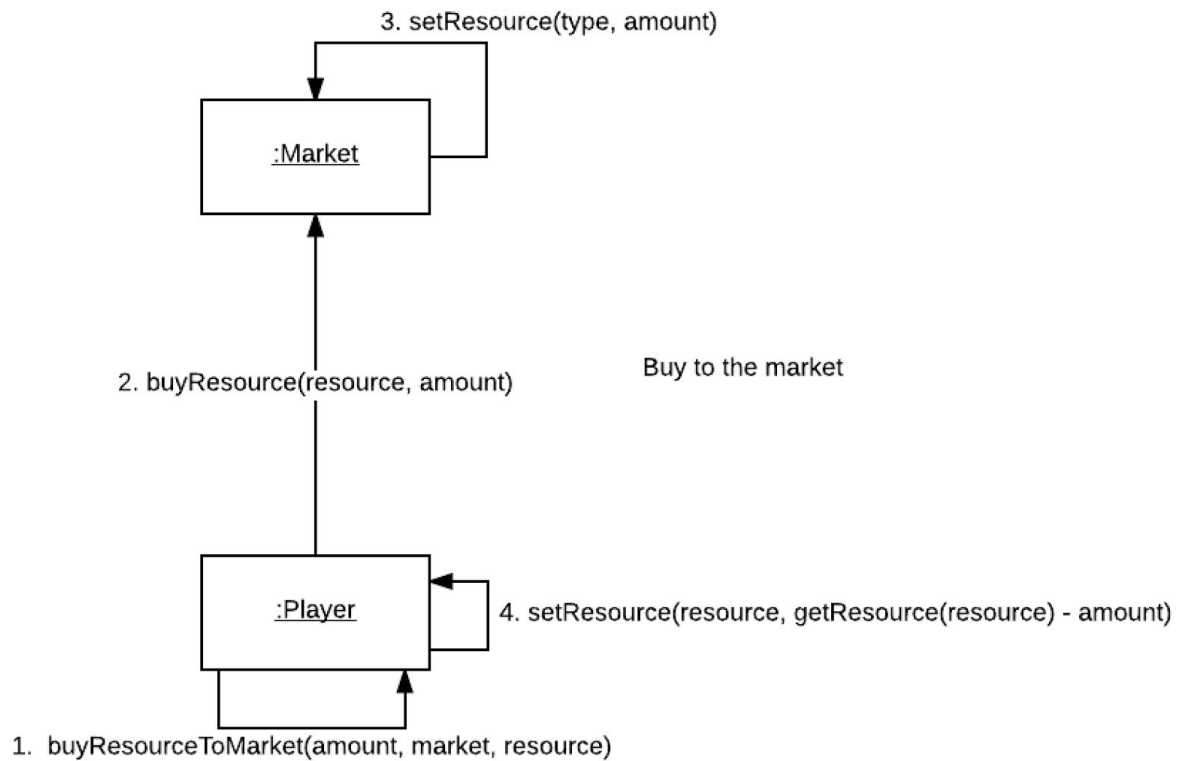 3. setResource(type, amount)
:Market
2. buyResource(resource, amount)
Buy to the market
:Player
4. setResource(resource, getResource(resource) - amount)
1. buyResourceToMarket(amount, market, resource)